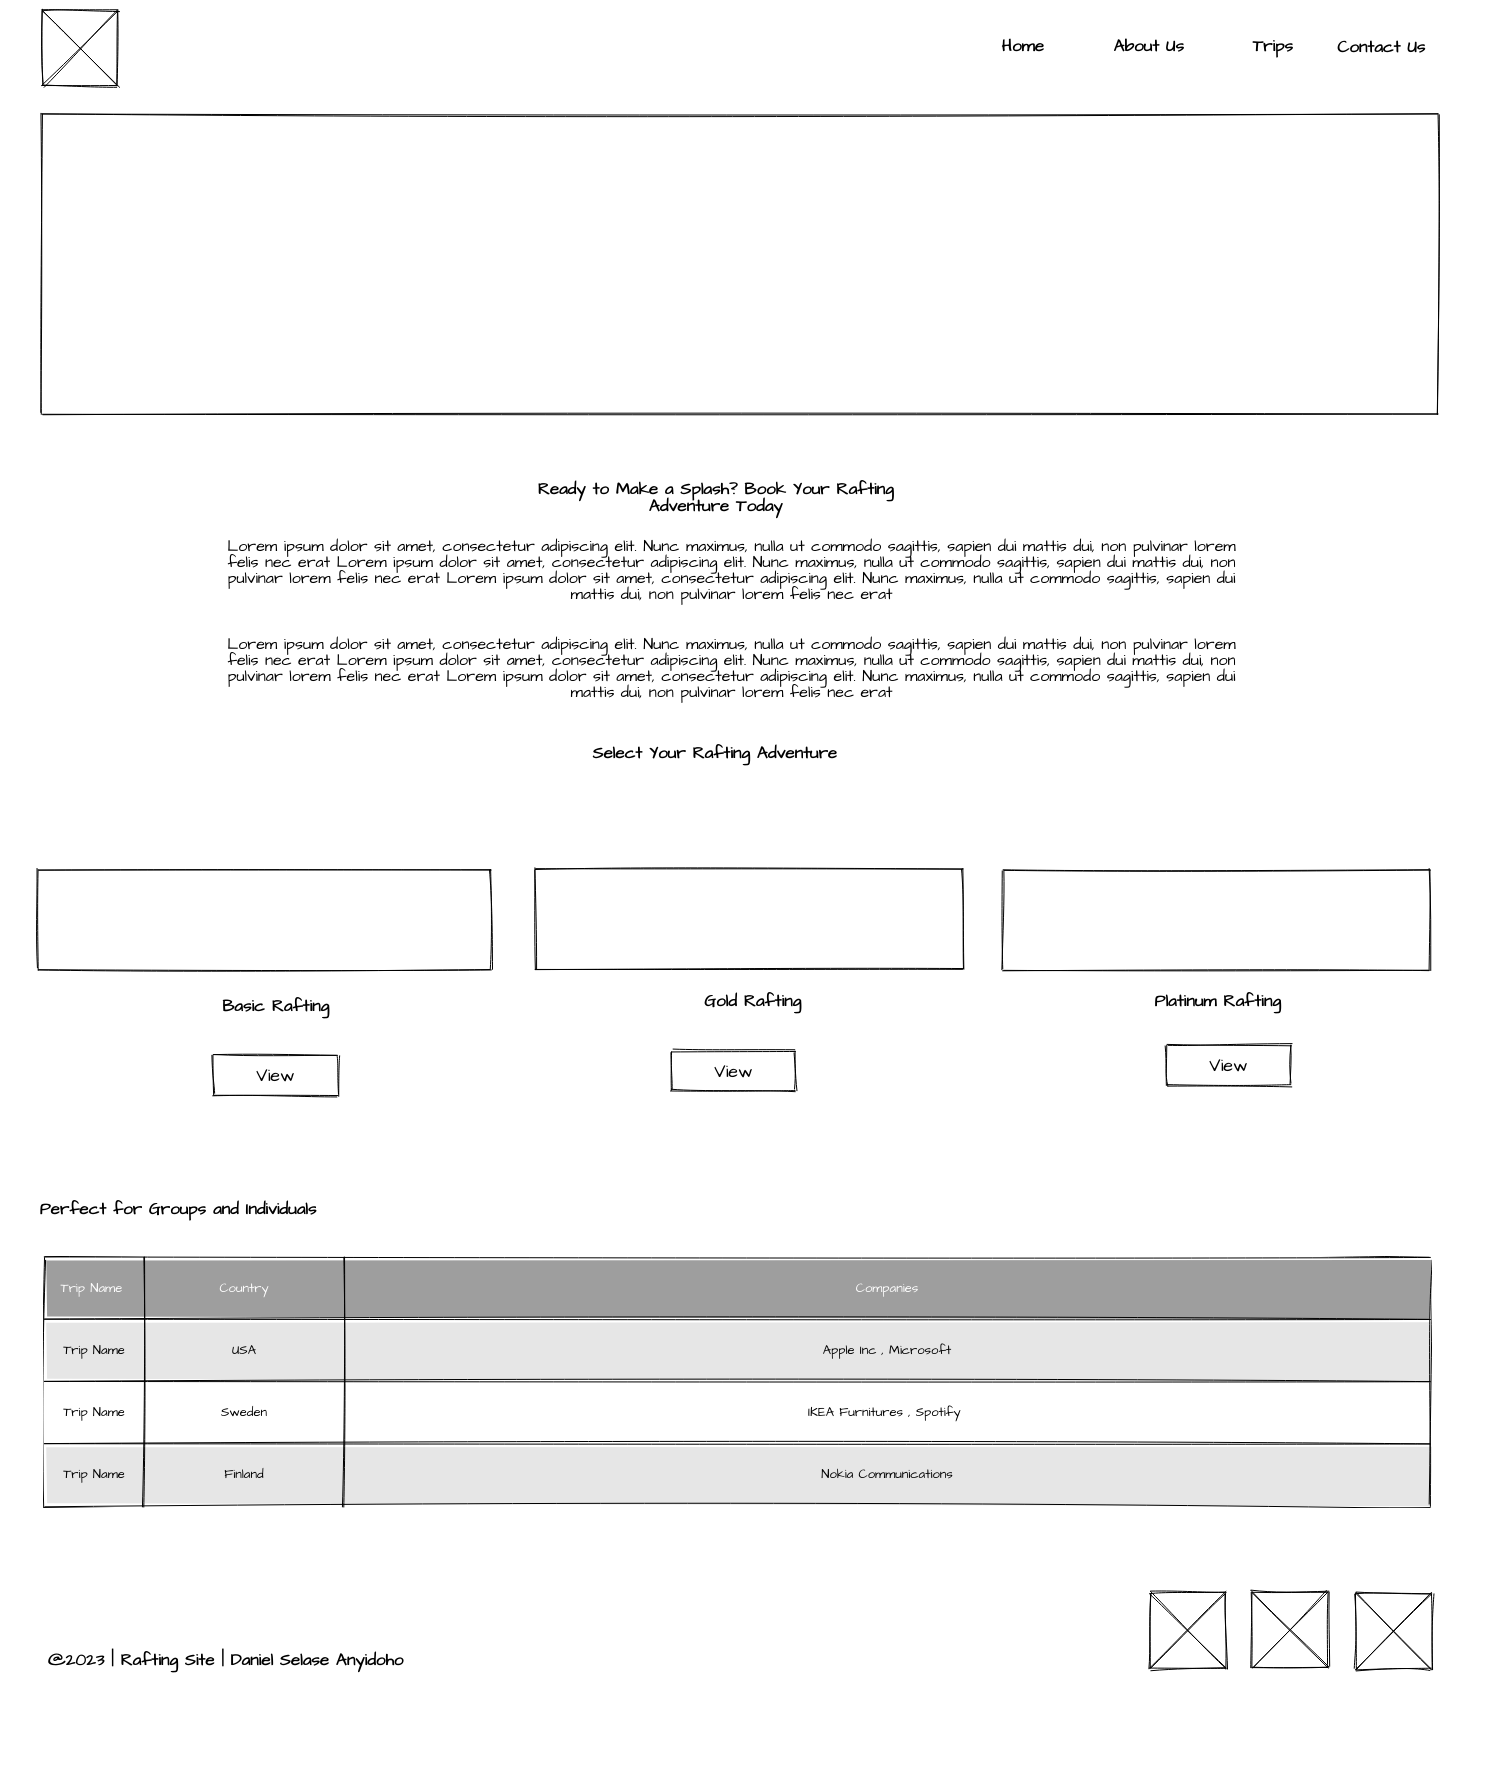 Home About Us Trips Contact Us
Ready to Make a Splash? Book Your Rafting
Adventure Today
Lorem ipsum dolor sit amet, consectetur adipiscing elit. Nunc maximus, nulla ut commodo sagittis, sapien dui mattis dui, non pulvinar lorem
felis nec erat Lorem ipsum dolor sit amet, consectetur adipiscing elit. Nunc maximus, nulla ut commodo sagittis, sapien dui mattis dui, non
pulvinar lorem felis nec erat Lorem ipsum dolor sit amet, consectetur adipiscing elit. Nunc maximus, nulla ut commodo sagittis, sapien dui
mattis dui, non pulvinar lorem felis nec erat
Lorem ipsum dolor sit amet, consectetur adipiscing elit. Nunc maximus, nulla ut commodo sagittis, sapien dui mattis dui, non pulvinar lorem
felis nec erat Lorem ipsum dolor sit amet, consectetur adipiscing elit. Nunc maximus, nulla ut commodo sagittis, sapien dui mattis dui, non
pulvinar lorem felis nec erat Lorem ipsum dolor sit amet, consectetur adipiscing elit. Nunc maximus, nulla ut commodo sagittis, sapien dui
mattis dui, non pulvinar lorem felis nec erat
Select Your Rafting Adventure
Basic Rafting Gold Rafting Platinum Rafting
View View View
Perfect for Groups and Individuals
Trip Name Country Companies
Trip Name USA Apple Inc , Microsoft
Trip Name Sweden IKEA Furnitures , Spotify
Trip Name Finland Nokia Communications
@2023 | Rafting Site | Daniel Selase Anyidoho